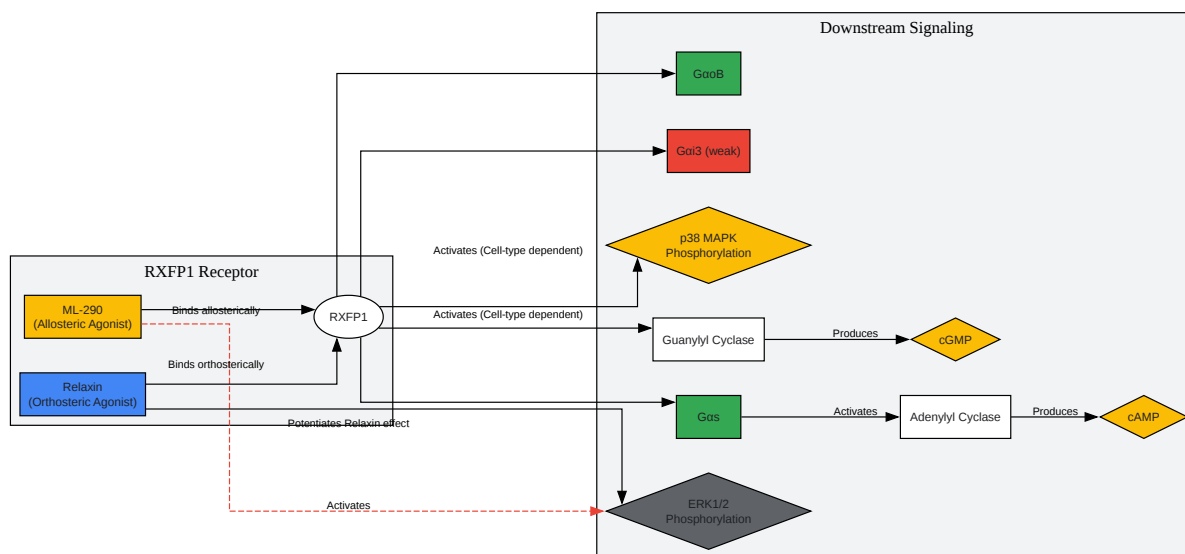 Downstream Signaling
GαoB
Gαi3 (weak)
p38 MAPK
Phosphorylation
Activates (Cell-type dependent)
RXFP1 Receptor
ML-290
(Allosteric Agonist)
Binds allosterically
RXFP1
Activates (Cell-type dependent)
Guanylyl Cyclase
Produces
cGMP
Binds orthosterically
Relaxin
(Orthosteric Agonist)
Potentiates Relaxin effect
Gαs
Activates
Adenylyl Cyclase
Produces
cAMP
Activates
ERK1/2
Phosphorylation